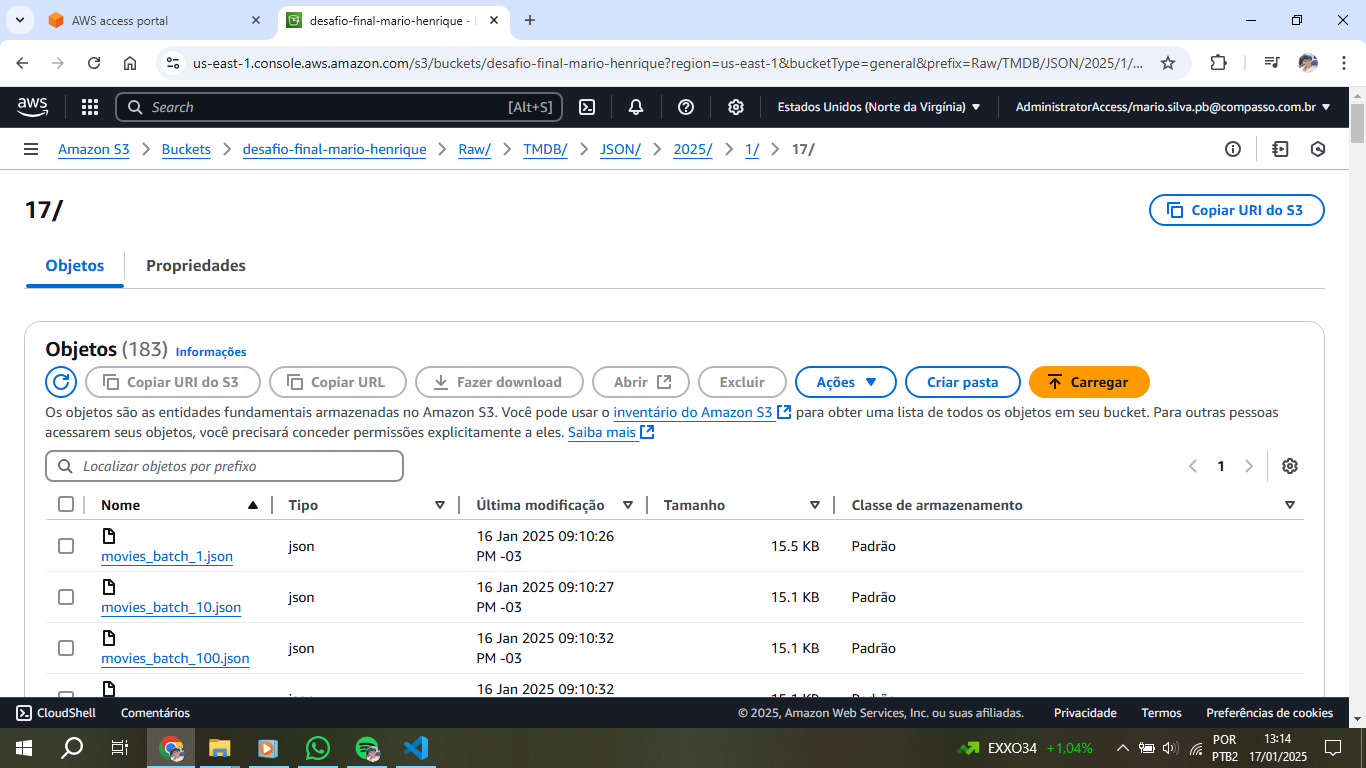 AWS access portal
desafio-final-mario-henrique -
us-east-1.console.aws.amazon.com/s3/buckets/desafio-final-mario-henrique?region=us-east-1&bucketType=general&prefix=Raw/TMDB/JSON/2025/1/...
aws
Search
[Alt+S]
Estados Unidos (Norte da Virgínia)
AdministratorAccess/mario.silva.pb@compasso.com.br
Amazon S3
Buckets
desafio-final-mario-henrique
Raw/
TMDB/
JSON/
2025/
1/
17/
17/
Copiar URI do S3
Objetos
Propriedades
Objetos (183)
Informações
Copiar URI do S3
Copiar URL
Fazer download
Abrir
Excluir
Ações
Criar pasta
Carregar
Os objetos são as entidades fundamentais armazenadas no Amazon S3. Você pode usar o inventário do Amazon S3 para obter uma lista de todos os objetos em seu bucket. Para outras pessoas
acessarem seus objetos, você precisará conceder permissões explicitamente a eles. Saiba mais
Localizar objetos por prefixo
1
Nome
Tipo
Última modificação
Tamanho
Classe de armazenamento
movies_batch_1.json
json
16 Jan 2025 09:10:26
PM -03
15.5 KB
Padrão
movies_batch_10.json
json
16 Jan 2025 09:10:27
PM -03
15.1 KB
Padrão
movies_batch_100.json
json
16 Jan 2025 09:10:32
PM -03
15.1 KB
Padrão
16 Jan 2025 09:10:32
CloudShell
Comentários
© 2025, Amazon Web Services, Inc. ou suas afiliadas.
Privacidade
Termos
Preferências de cookies
EXXO34
+1,04%
POR
PTB2
13:14
17/01/2025